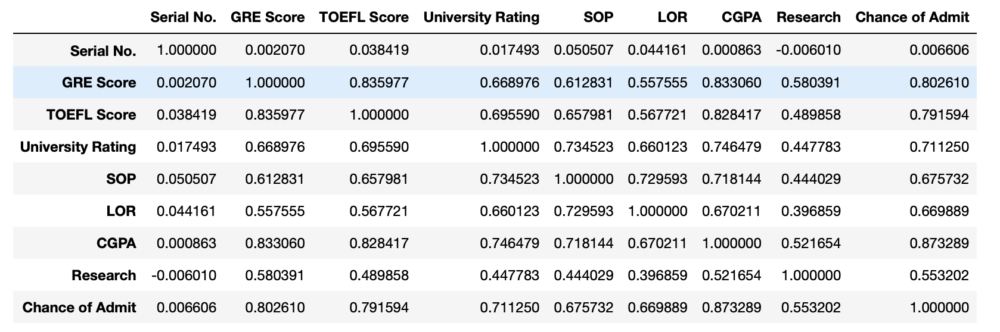 Serial No. GRE Score TOEFL Score University Rating SOP LOR CGPA Research Chance of Admit
Serial No. 1.000000 0.002070 0.038419 0.017493 0.050507 0.044161 0.000863 -0.006010 0.006606
GRE Score 0.002070 1.000000 0.835977 0.668976 0.612831 0.557555 0.833060 0.580391 0.802610
TOEFL Score 0.038419 0.835977 1.000000 0.695590 0.657981 0.567721 0.828417 0.489858 0.791594
University Rating 0.017493 0.668976 0.695590 1.000000 0.734523 0.660123 0.746479 0.447783 0.711250
SOP 0.050507 0.612831 0.657981 0.734523 1.000000 0.729593 0.718144 0.444029 0.675732
LOR 0.044161 0.557555 0.567721 0.660123 0.729593 1.000000 0.670211 0.396859 0.669889
CGPA 0.000863 0.833060 0.828417 0.746479 0.718144 0.670211 1.000000 0.521654 0.873289
Research -0.006010 0.580391 0.489858 0.447783 0.444029 0.396859 0.521654 1.000000 0.553202
Chance of Admit 0.006606 0.802610 0.791594 0.711250 0.675732 0.669889 0.873289 0.553202 1.000000